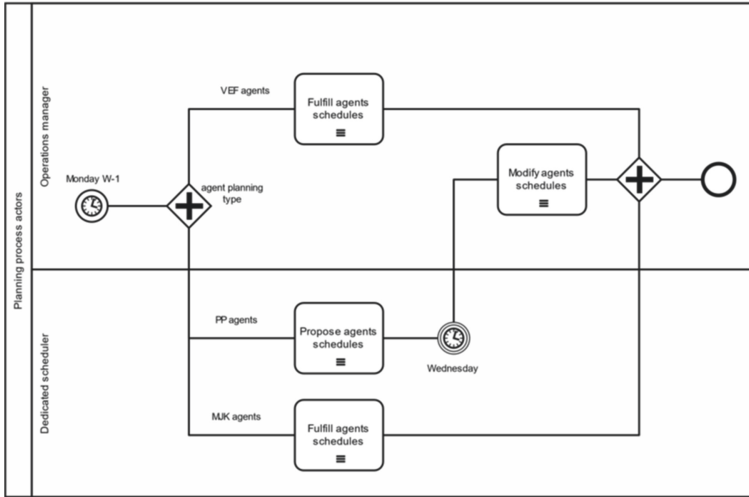 Planning process actors
Operations manager
Monday W-1
agent planning
type
VEF agents
Fulfill agents
schedules
Modify agents
schedules
Dedicated scheduler
PP agents
Propose agents
schedules
Wednesday
MJK agents
Fulfill agents
schedules